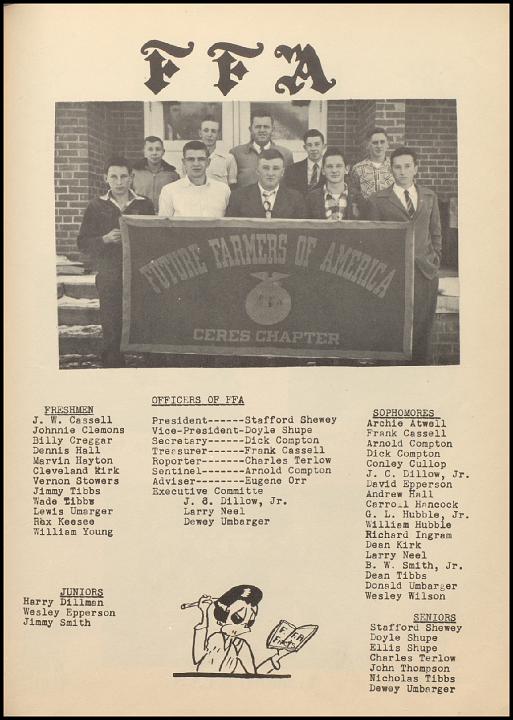 FFA
FUTURE FARMERS OF AMERICA
FFA
CERES CHAPTER
FRESHMEN
J. W. Cassell
Johnnie Clemons
Billy Creggar
Dennis Hall
Marvin Hayton
Cleveland Kirk
Vernon Stowers
Jimmy Tibbs
Wade Tibbs
Lewis Umarger
Rex Keesee
William Young
OFFICERS OF FFA
President------Stafford Shewey
Vice-President-Doyle Shupe
Secretary------Dick Compton
Treasurer------Frank Cassell
Roporter-------Charles Terlow
Sentinel-------Arnold Compton
Adviser--------Eugene Orr
Executive Committe
J. C. Dillow, Jr.
Larry Neel
Dewey Umbarger
SOPHOMORES
Archie Atwell
Frank Cassell
Arnold Compton
Dick Compton
Conley Cullop
J. C. Dillow, Jr.
David Epperson
Andrew Hall
Carroll Hancock
G. L. Hubble, Jr.
William Hubble
Richard Ingram
Dean Kirk
Larry Neel
B. W. Smith, Jr.
Dean Tibbs
Donald Umbarger
Wesley Wilson
JUNIORS
Harry Dillman
Wesley Epperson
Jimmy Smith
FFA
SENIORS
Stafford Shewey
Doyle Shupe
Ellis Shupe
Charles Terlow
John Thompson
Nicholas Tibbs
Dewey Umbarger